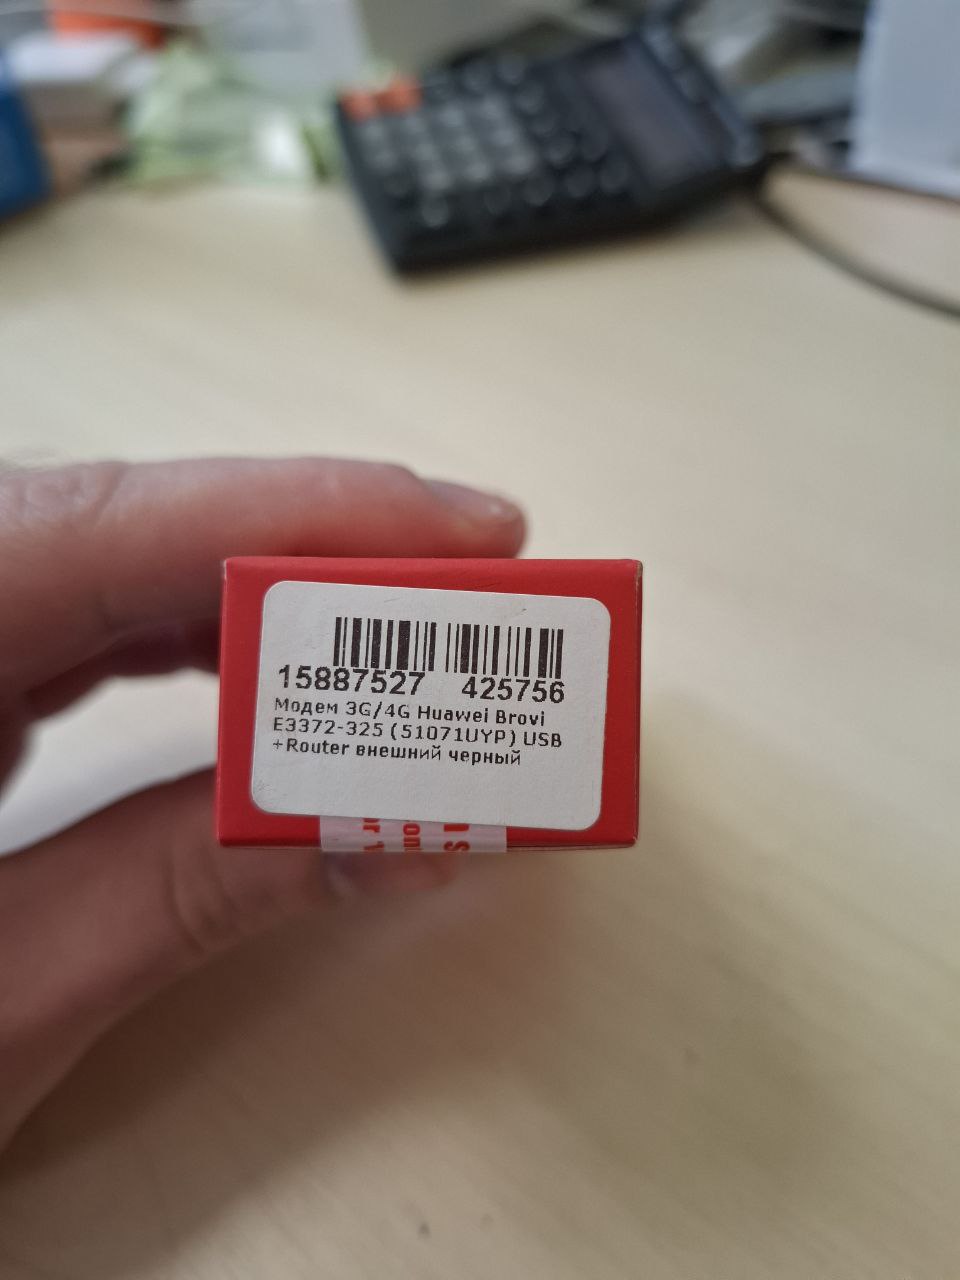 15887527 425756
Модем 3G/4G Huawei Brovi
E3372-325 (51071UYP) USB
+Router внешний черный